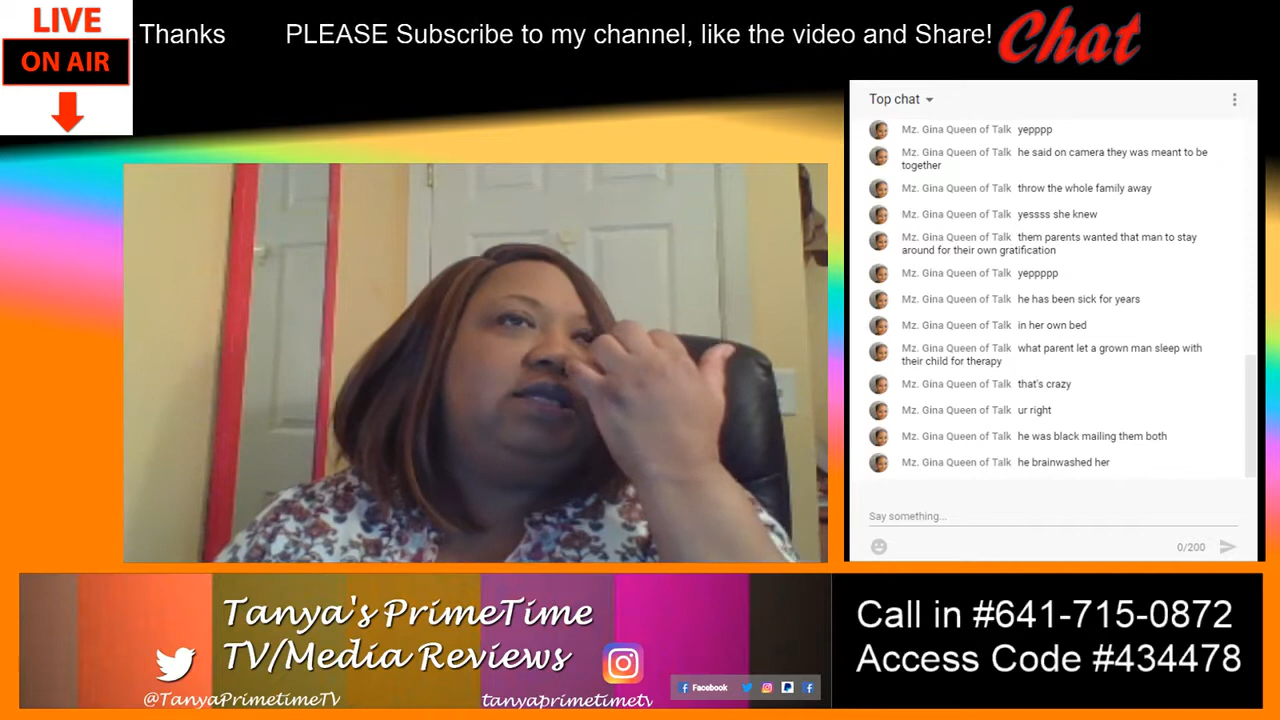 LIVE
ON AIR
Thanks PLEASE Subscribe to my channel, like the video and Share!
Chat
Top chat
Mz. Gina Queen of Talk yepppp
Mz. Gina Queen of Talk he said on camera they was meant to be
together
Mz. Gina Queen of Talk throw the whole family away
Mz. Gina Queen of Talk yessss she knew
Mz. Gina Queen of Talk them parents wanted that man to stay
around for their own gratification
Mz. Gina Queen of Talk yeppppp
Mz. Gina Queen of Talk he has been sick for years
Mz. Gina Queen of Talk in her own bed
Mz. Gina Queen of Talk what parent let a grown man sleep with
their child for therapy
Mz. Gina Queen of Talk that's crazy
Mz. Gina Queen of Talk ur right
Mz. Gina Queen of Talk he was black mailing them both
Mz. Gina Queen of Talk he brainwashed her
Say something...
0/200
Tanya's PrimeTime
TV/Media Reviews
@TanyaPrimetimeTV
tanyaprimetimetv
Facebook
Call in #641-715-0872
Access Code #434478